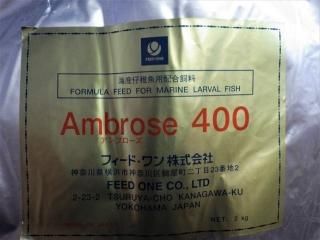 FEED ONE
海産仔稚魚用配合飼料
FORMULA FEED FOR MARINE LARVAL FISH
Ambrose 400
アンブローズ
フィード・ワン株式会社
神奈川県横浜市神奈川区鶴屋町二丁目23番地2
FEED ONE CO., LTD
2-23-2 TSURUYA-CHO KANAGAWA-KU
YOKOHAMA JAPAN
NET. 2 kg